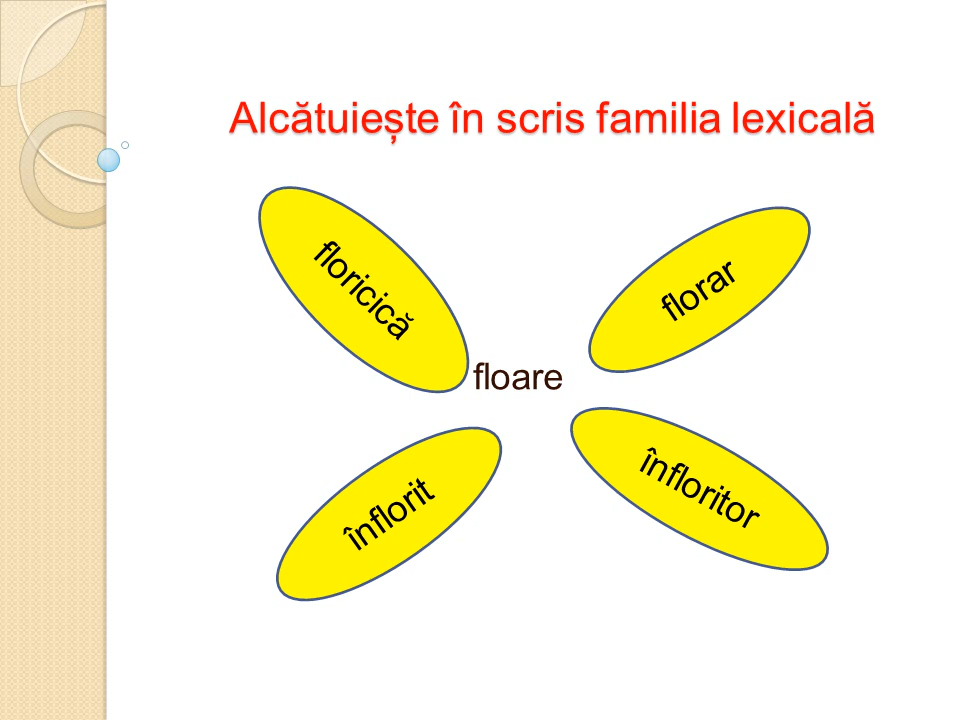 Alcătuiește în scris familia lexicală
floricică
florar
floare
înflorit
înfloritor